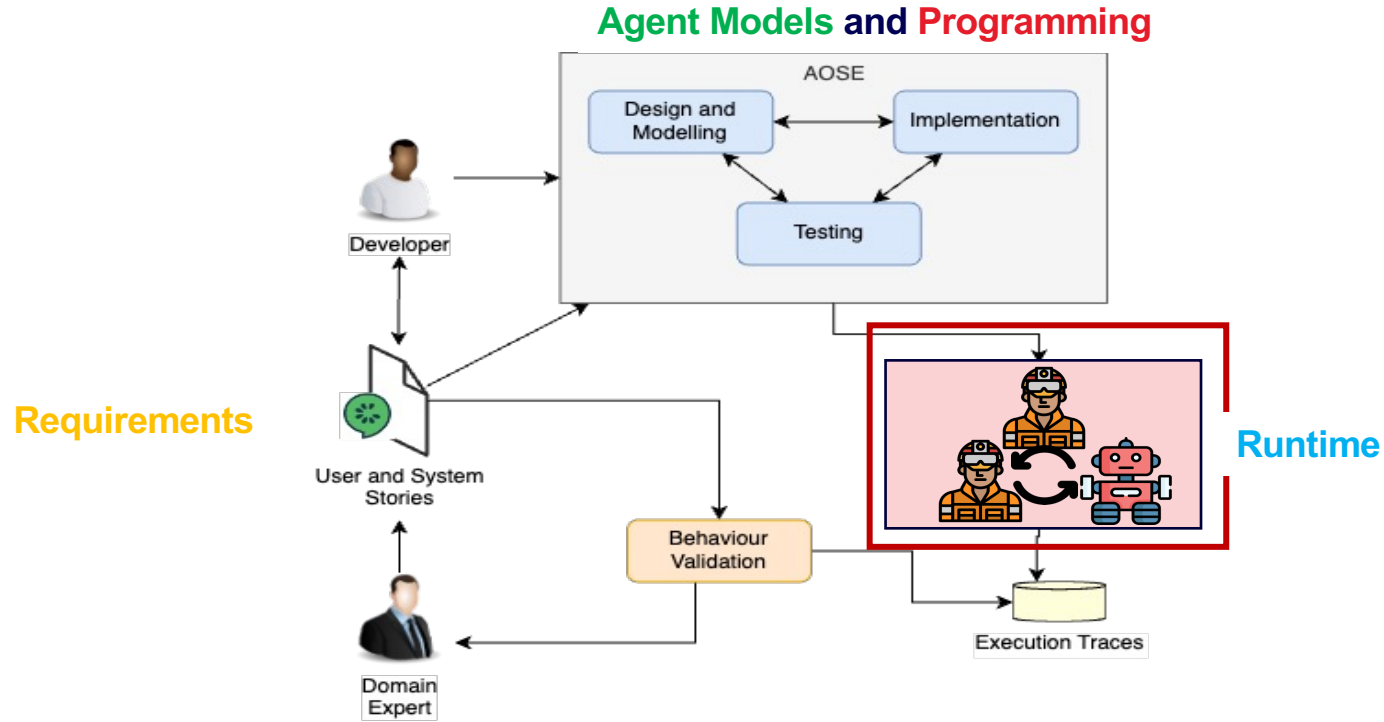 Agent Models and Programming
AOSE
Design and
Modelling
Implementation
Testing
Developer
Requirements
User and System
Stories
Runtime
Behaviour
Validation
Execution Traces
Domain
Expert